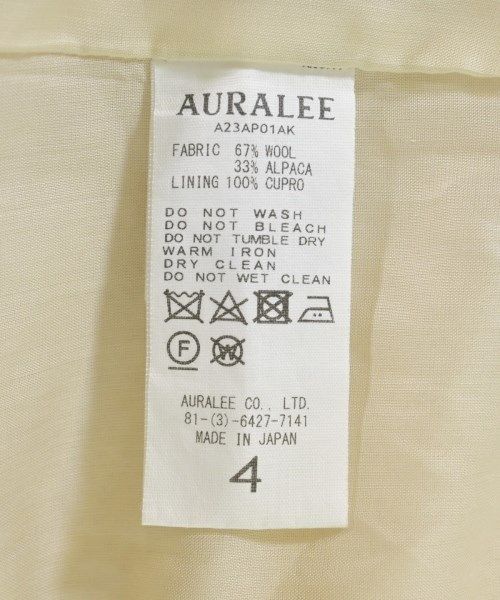 AURALEE
A23AP01AK
FABRIC 67% WOOL
33% ALPACA
LINING 100% CUPRO
DO NOT WASH
DO NOT BLEACH
DO NOT TUMBLE DRY
WARM IRON
DRY CLEAN
DO NOT WET CLEAN
F
W
AURALEE CO., LTD.
81-(3)-6427-7141
MADE IN JAPAN
4